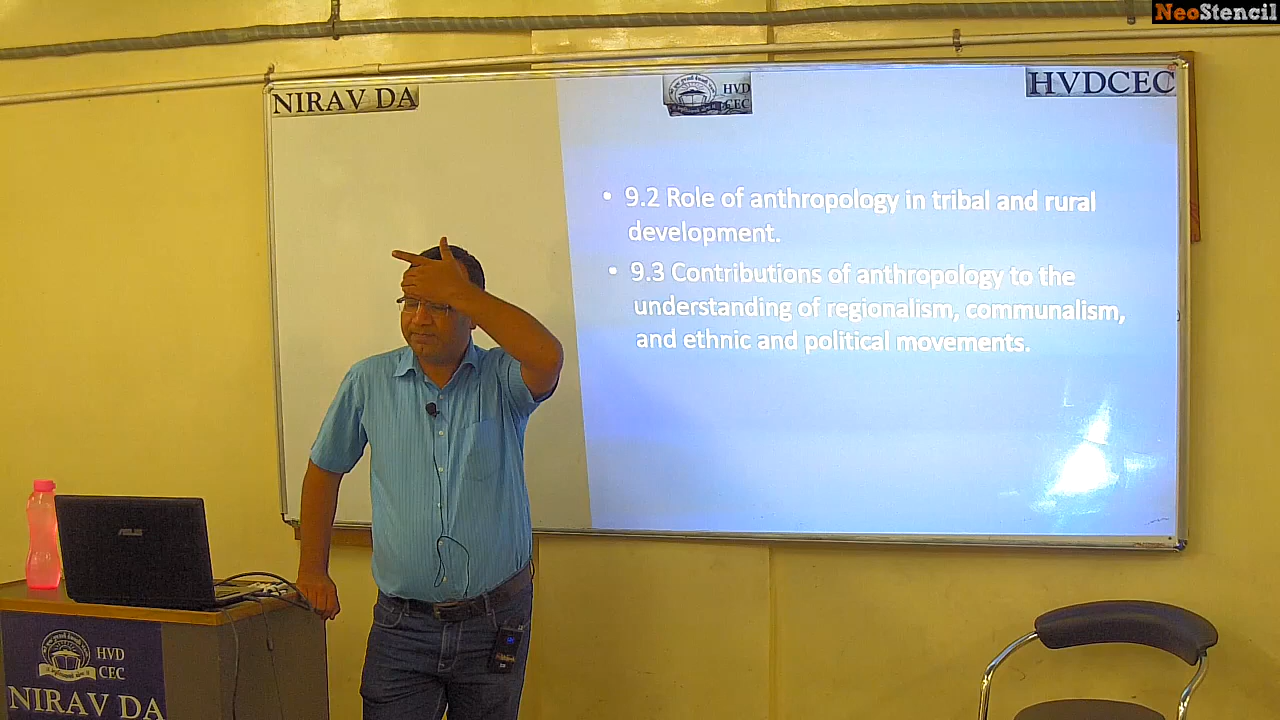 NeoStencil
NIRAV DA
HVD
CEC
HVDCEC
• 9.2 Role of anthropology in tribal and rural
development.
• 9.3 Contributions of anthropology to the
understanding of regionalism, communalism,
and ethnic and political movements.
ASUS
HVD
CEC
NIRAV DA